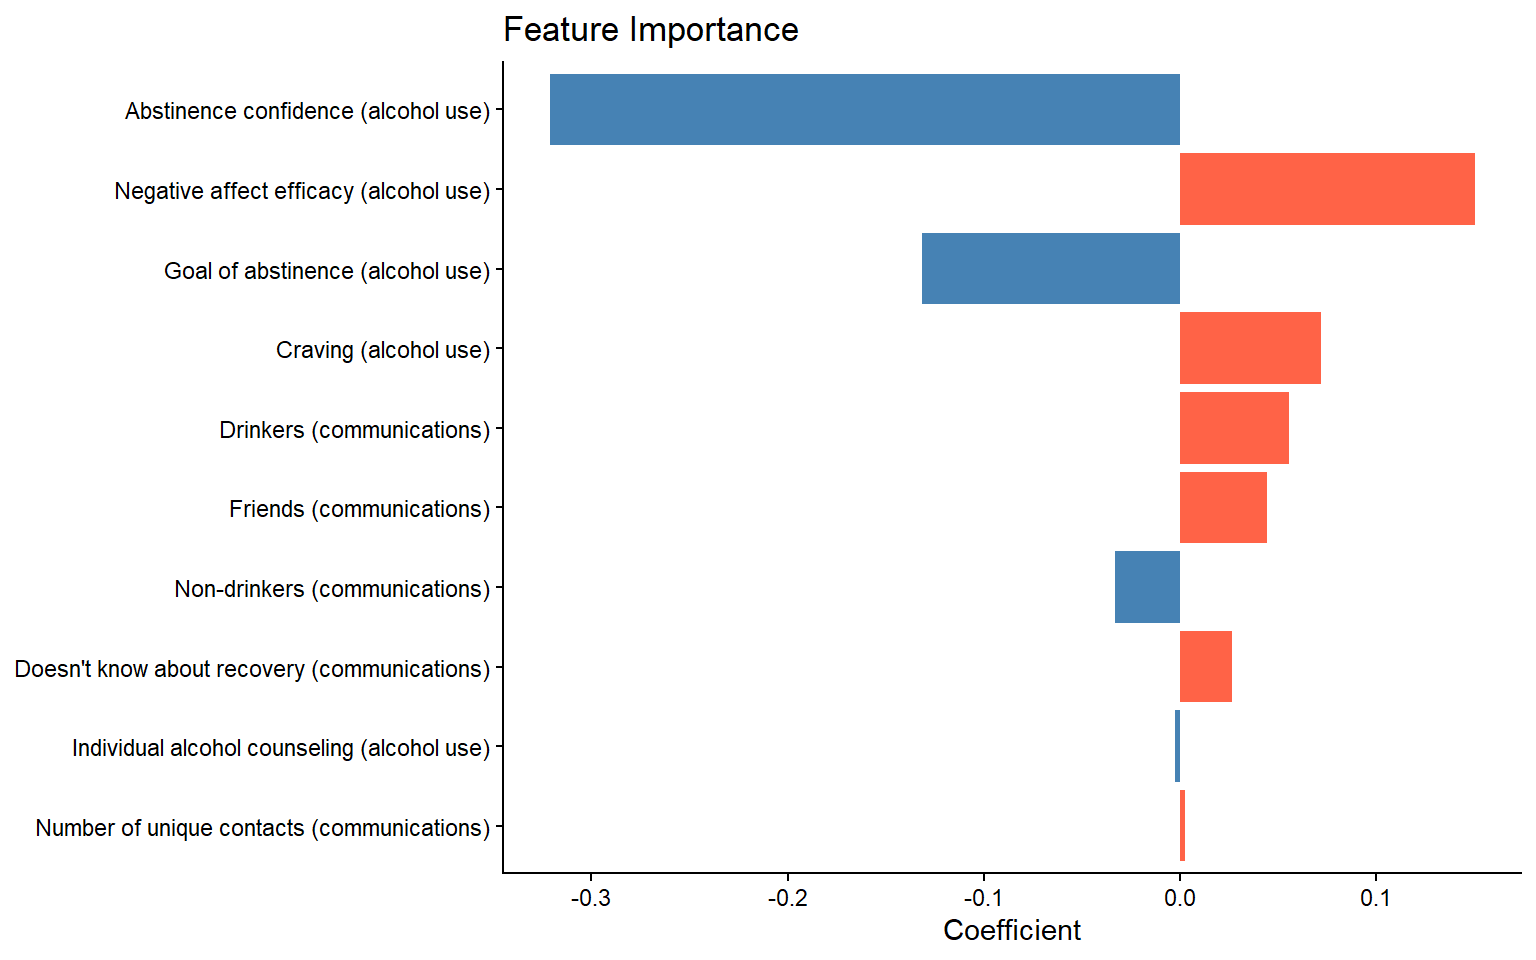 Feature Importance
Abstinence confidence (alcohol use)
Negative affect efficacy (alcohol use)
Goal of abstinence (alcohol use)
Craving (alcohol use)
Drinkers (communications)
Friends (communications)
Non-drinkers (communications)
Doesn't know about recovery (communications)
Individual alcohol counseling (alcohol use)
Number of unique contacts (communications)
-0.3 -0.2 -0.1 0.0 0.1
Coefficient